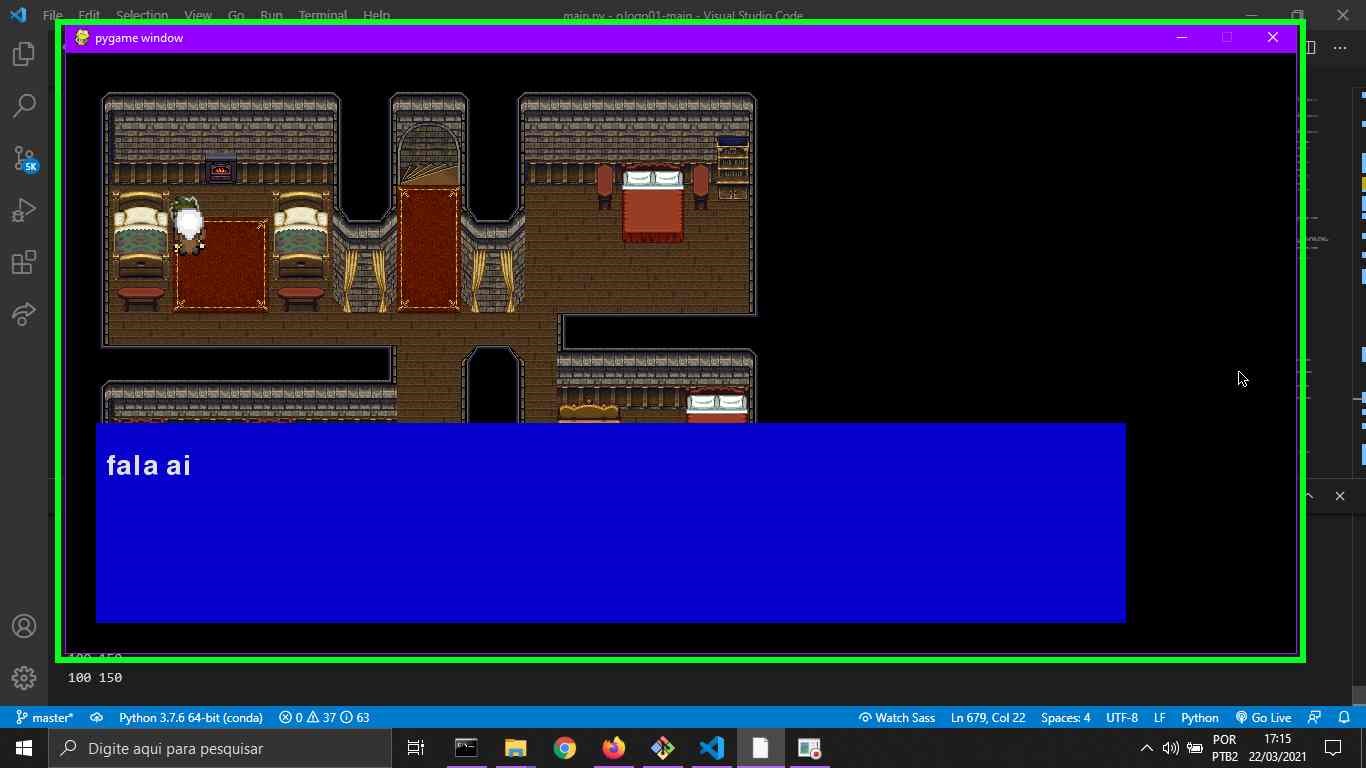 File Edit Selection View Go Run Terminal Help
main.py - ologo01-main - Visual Studio Code
pygame window
5K
fala ai
100 150
100 150
master*
Python 3.7.6 64-bit (conda)
0 37 63
Watch Sass
Ln 679, Col 22
Spaces: 4
UTF-8
LF
Python
Go Live
Digite aqui para pesquisar
POR
PTB2
17:15
22/03/2021